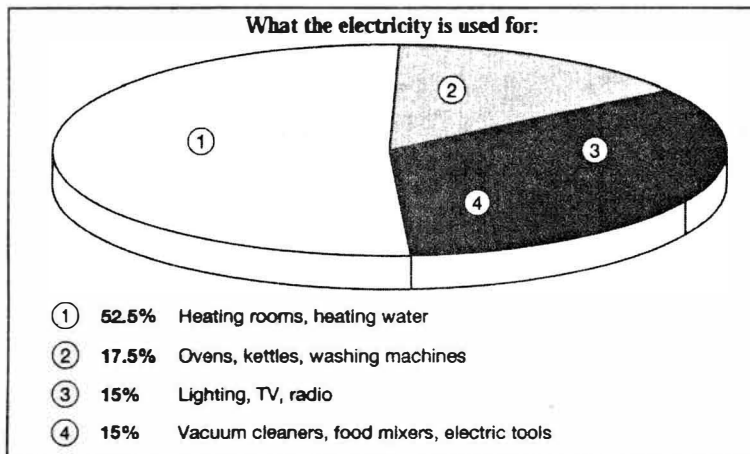 What the electricity is used for:
2
1
3
4
1 52.5% Heating rooms, heating water
2 17.5% Ovens, kettles, washing machines
3 15% Lighting, TV, radio
4 15% Vacuum cleaners, food mixers, electric tools